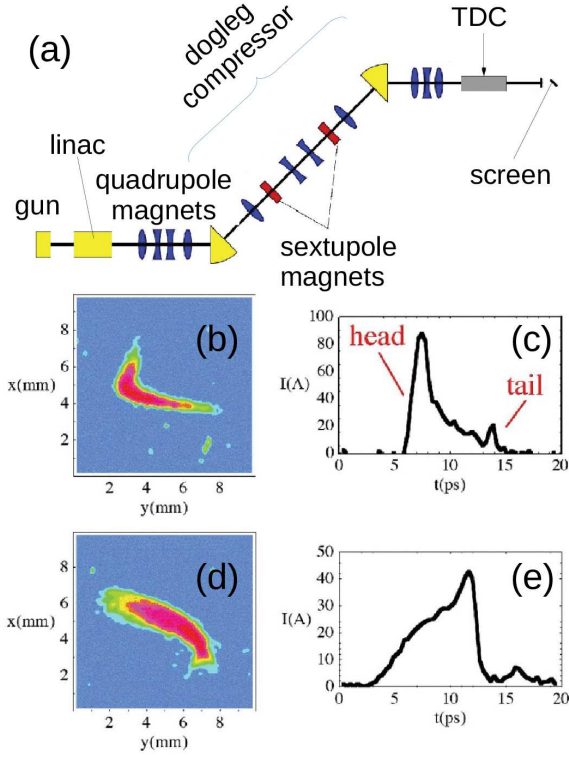 (a)
dogleg
compressor
TDC
linac
quadrupole
magnets
gun
screen
sextupole
magnets
(b)
8
6
x(mm)
4
2
2 4 6 8
y(mm)
(c)
100
80
60
I(A)
40
20
0
head
tail
0 5 10 15 20
t(ps)
(d)
8
6
x(mm)
4
2
2 4 6 8
y(mm)
(e)
50
40
30
I(A)
20
10
0
0 5 10 15 20
t(ps)